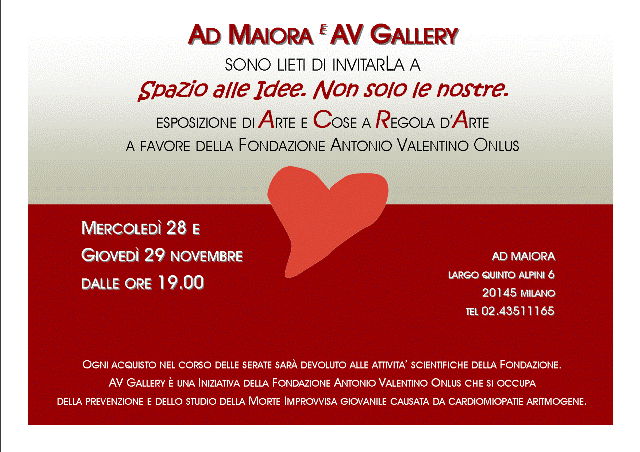 AD MAIORA E AV GALLERY
SONO LIETI DI INVITARLA A
Spazio alle Idee. Non solo le nostre.
ESPOSIZIONE DI ARTE E COSE A REGOLA D'ARTE
A FAVORE DELLA FONDAZIONE ANTONIO VALENTINO ONLUS
MERCOLEDÌ 28 E
GIOVEDÌ 29 NOVEMBRE
DALLE ORE 19.00
AD MAIORA
LARGO QUINTO ALPINI 6
20145 MILANO
TEL 02.43511165
OGNI ACQUISTO NEL CORSO DELLE SERATE SARÀ DEVOLUTO ALLE ATTIVITA' SCIENTIFICHE DELLA FONDAZIONE.
AV GALLERY È UNA INIZIATIVA DELLA FONDAZIONE ANTONIO VALENTINO ONLUS CHE SI OCCUPA
DELLA PREVENZIONE E DELLO STUDIO DELLA MORTE IMPROVVISA GIOVANILE CAUSATA DA CARDIOMIOPATIE ARITMOGENE.